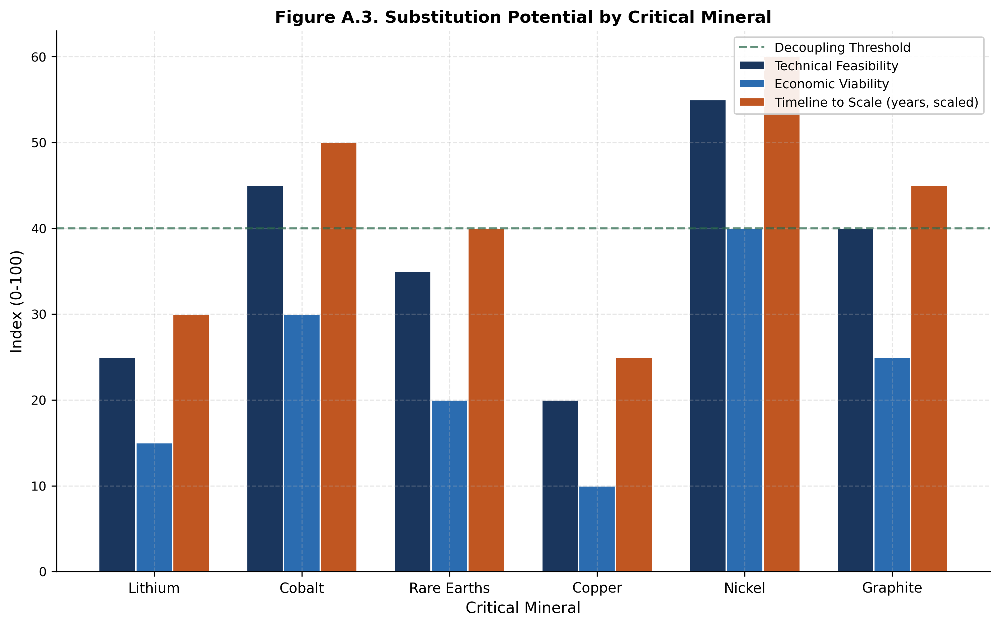 Figure A.3. Substitution Potential by Critical Mineral
Decoupling Threshold
Technical Feasibility
Economic Viability
Timeline to Scale (years, scaled)
Index (0-100)
60
50
40
30
20
10
0
Lithium Cobalt Rare Earths Copper Nickel Graphite
Critical Mineral